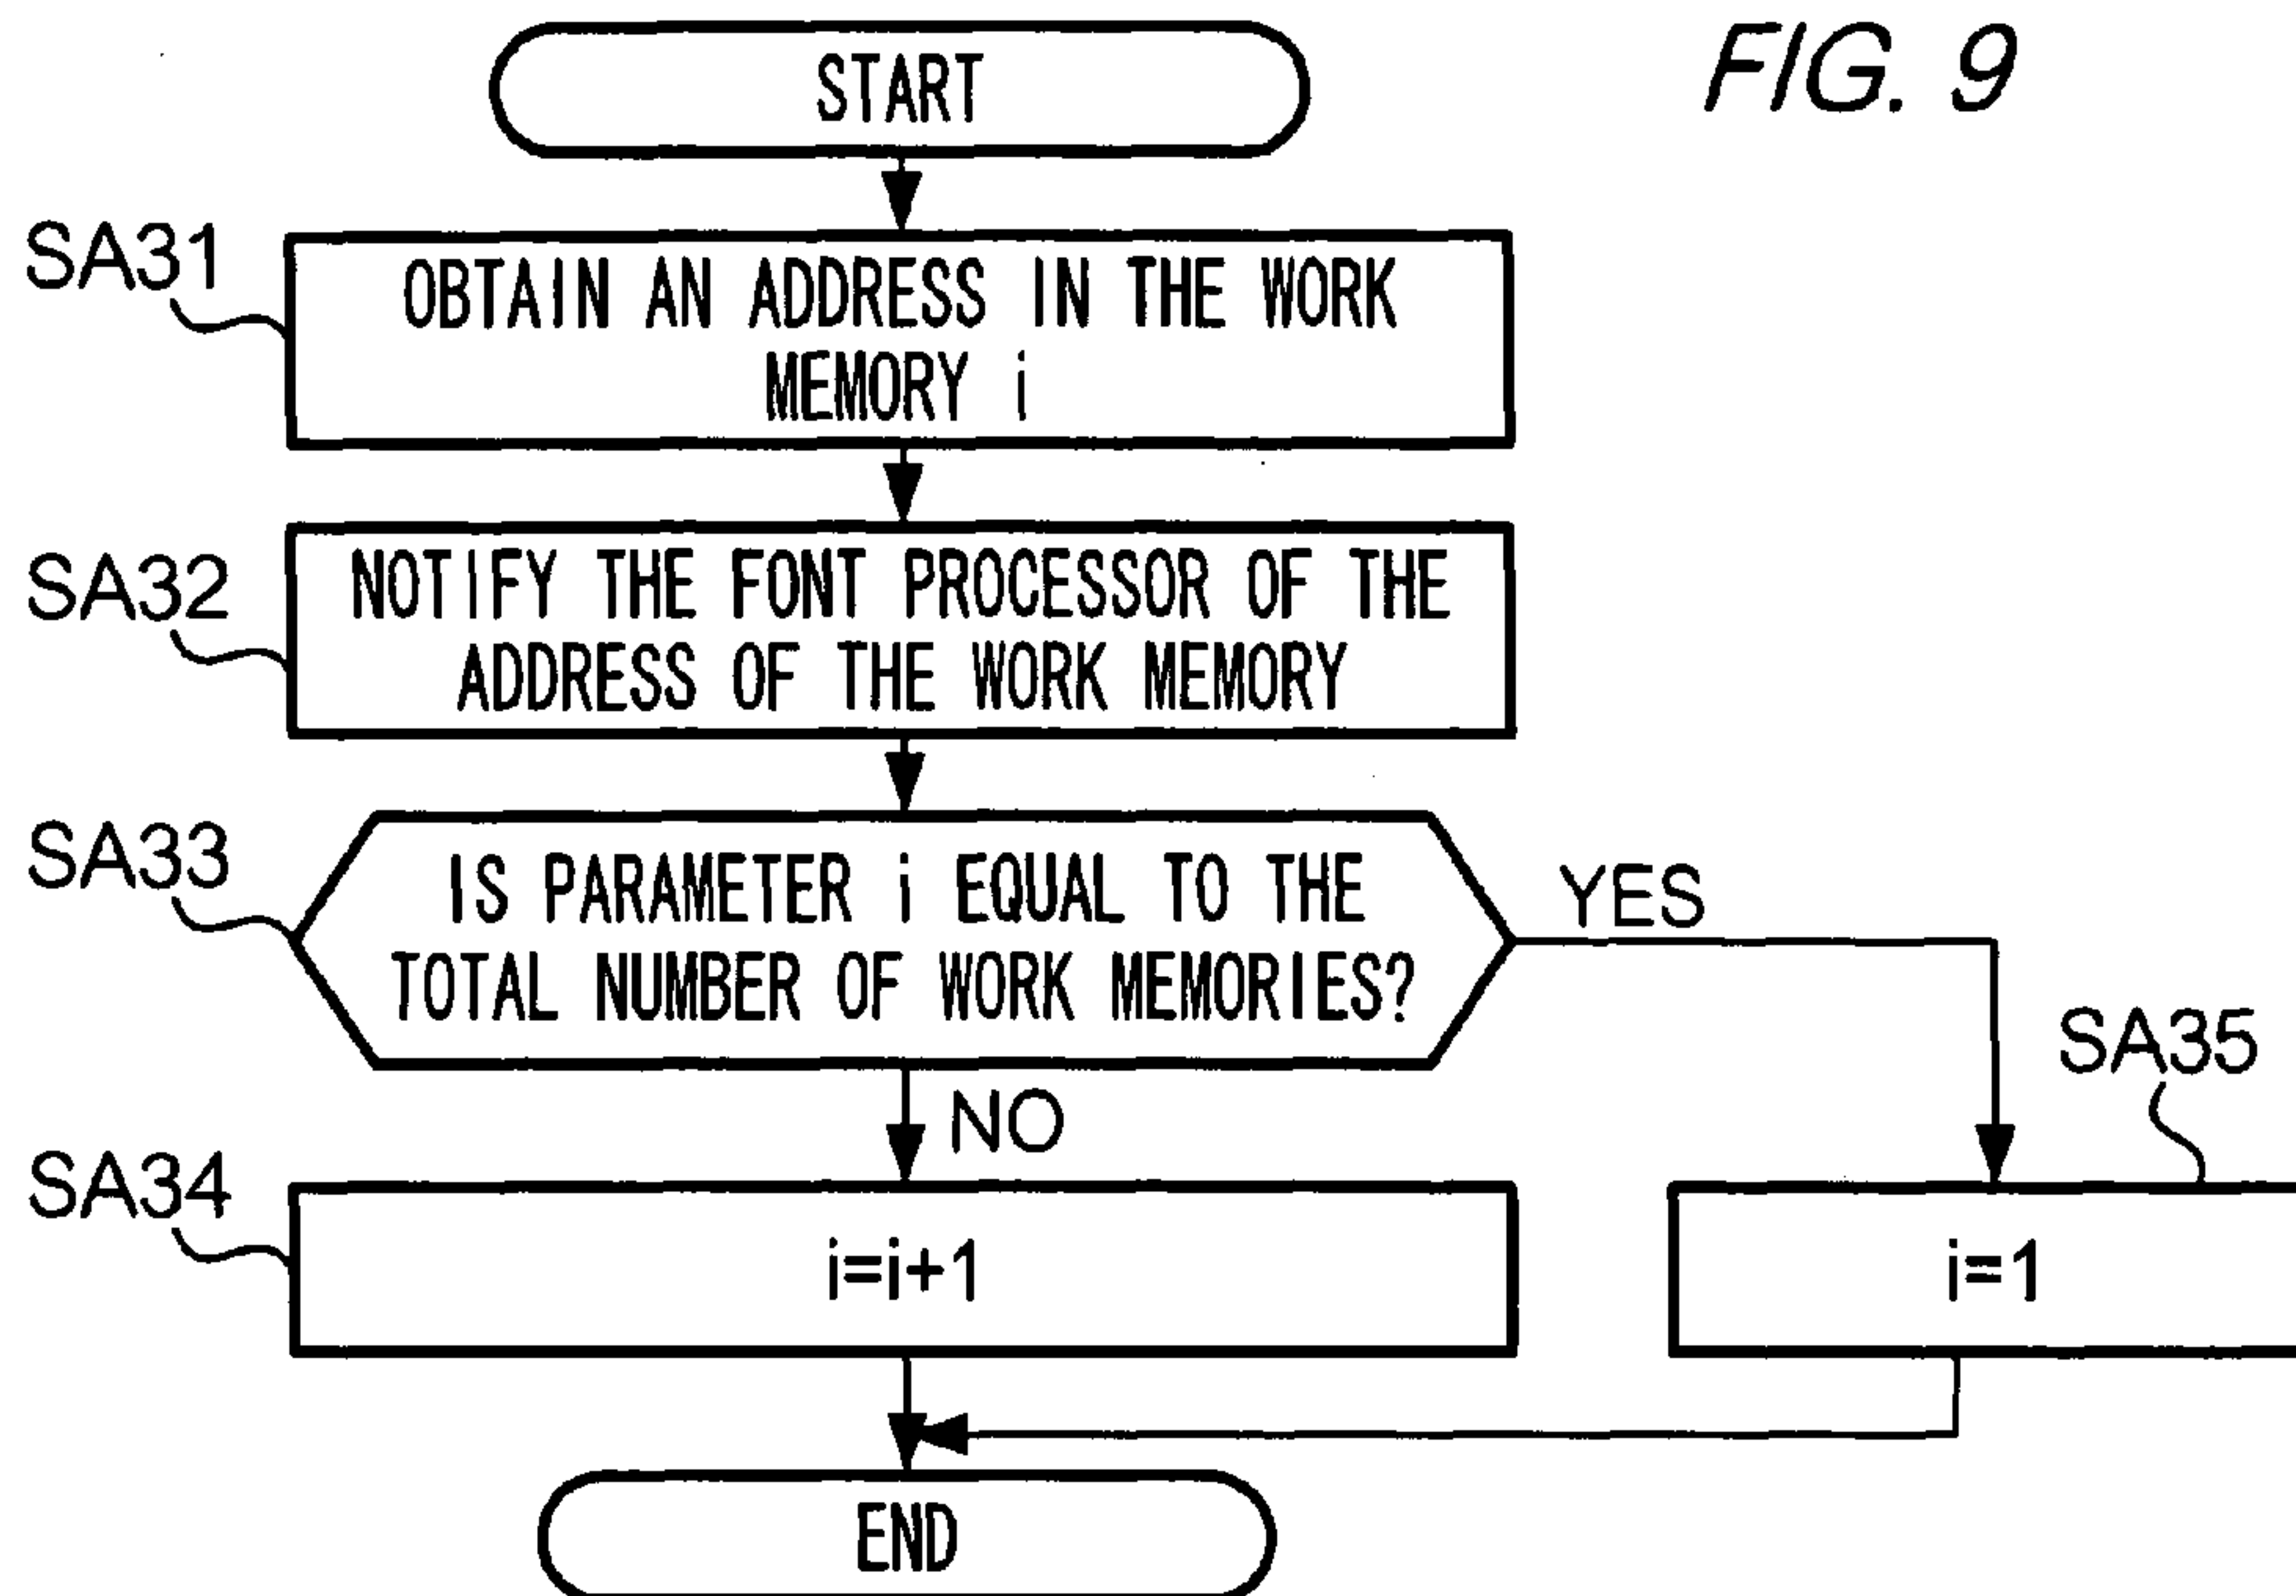 FIG. 9
START
SA31
OBTAIN AN ADDRESS IN THE WORK
MEMORY i
SA32
NOTIFY THE FONT PROCESSOR OF THE
ADDRESS OF THE WORK MEMORY
SA33
IS PARAMETER i EQUAL TO THE
TOTAL NUMBER OF WORK MEMORIES?
YES
NO
SA34
i=i+1
SA35
i=1
END